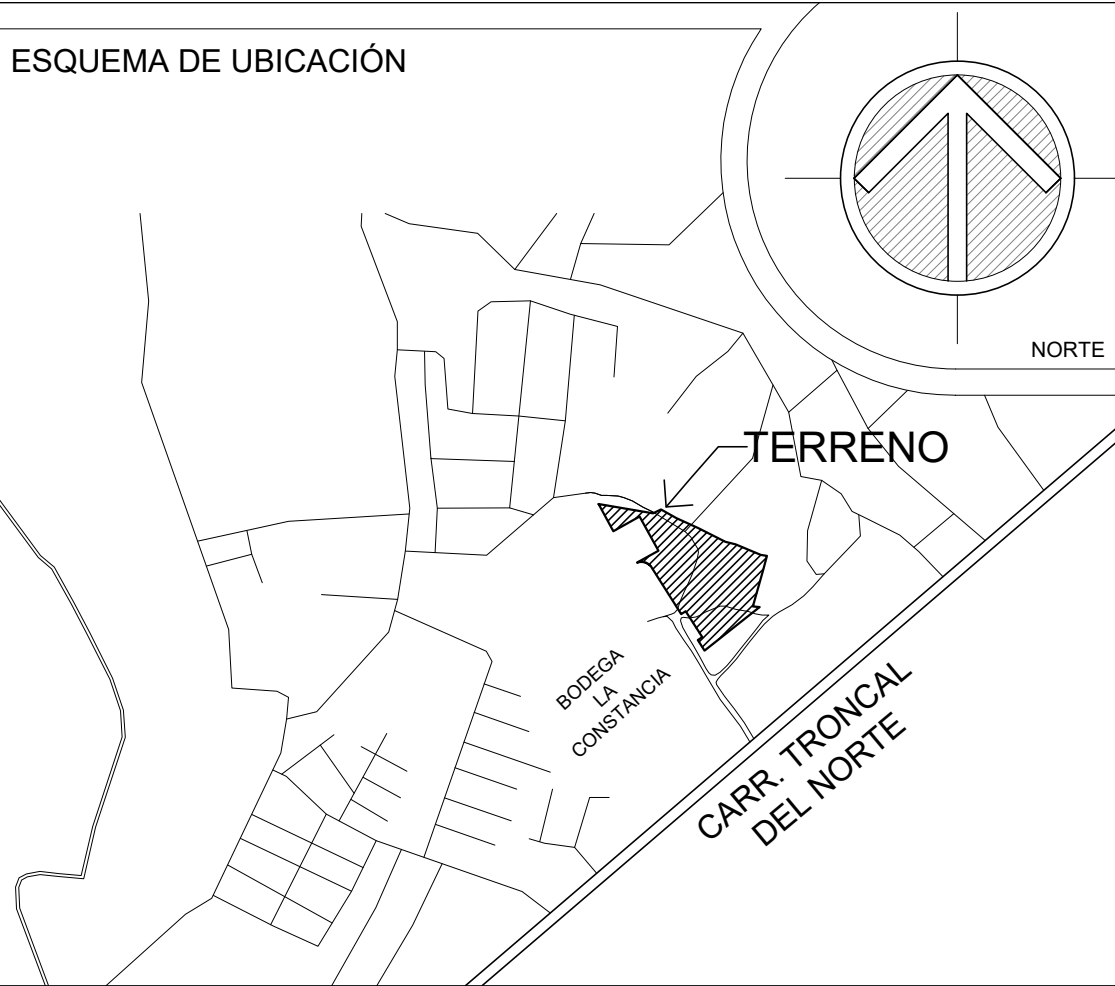 ESQUEMA DE UBICACIÓN
NORTE
TERRENO
BODEGA
LA
CONSTANCIA
CARR. TRONCAL
DEL NORTE